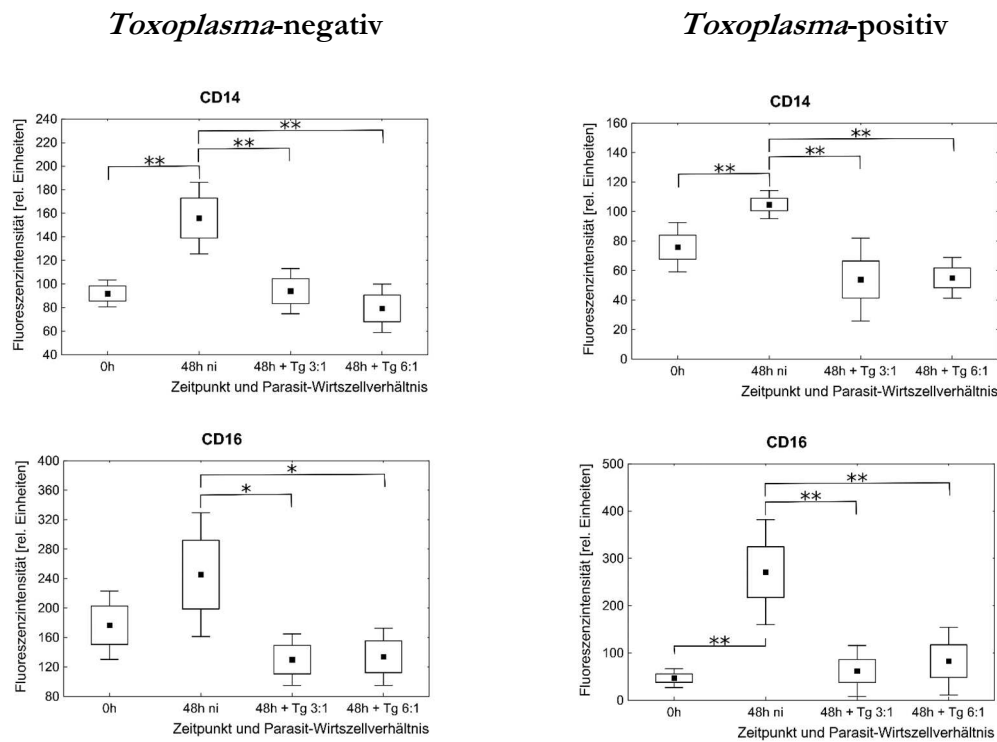 Toxoplasma-negativ
Toxoplasma-positiv
CD14
Fluoreszenzintensität [rel. Einheiten]
240
220
200
180
160
140
120
100
80
60
40
**
**
**
0h
48h ni
48h + Tg 3:1
48h + Tg 6:1
Zeitpunkt und Parasit-Wirtszellverhältnis
CD14
Fluoreszenzintensität [rel. Einheiten]
160
140
120
100
80
60
40
20
0
**
**
**
0h
48h ni
48h + Tg 3:1
48h + Tg 6:1
Zeitpunkt und Parasit-Wirtszellverhältnis
CD16
Fluoreszenzintensität [rel. Einheiten]
400
360
320
280
240
200
160
120
80
*
*
0h
48h ni
48h + Tg 3:1
48h + Tg 6:1
Zeitpunkt und Parasit-Wirtszellverhältnis
CD16
Fluoreszenzintensität [rel. Einheiten]
500
400
300
200
100
0
**
**
**
0h
48h ni
48h + Tg 3:1
48h + Tg 6:1
Zeitpunkt und Parasit-Wirtszellverhältnis